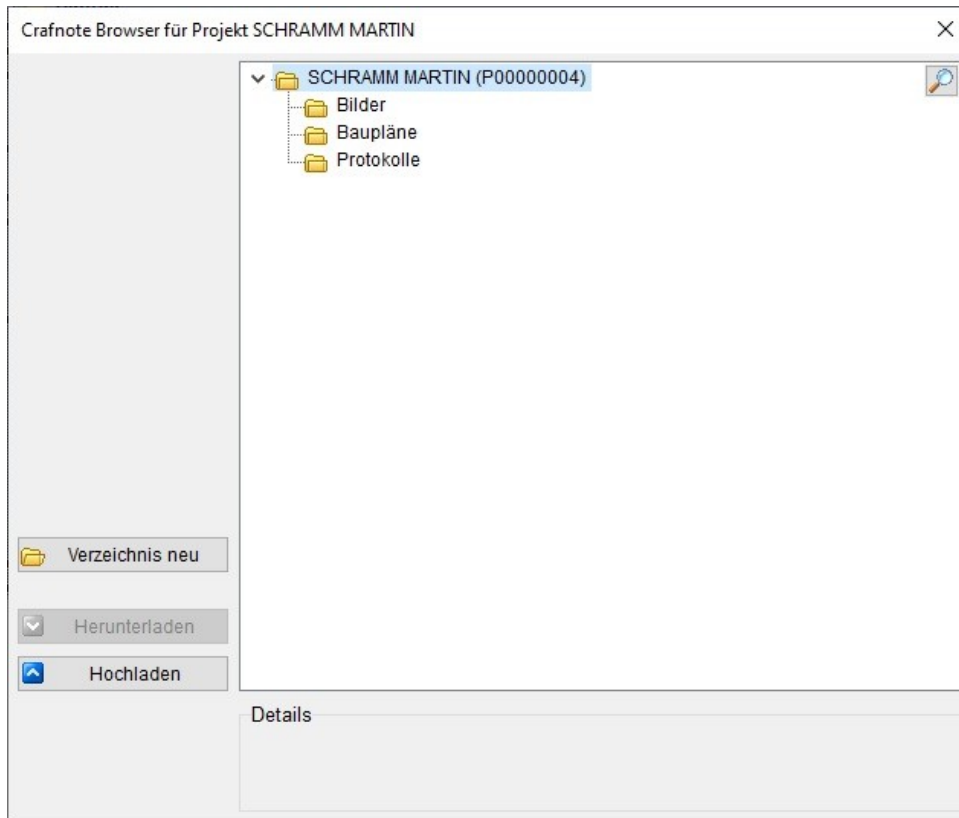 Crafnote Browser für Projekt SCHRAMM MARTIN
SCHRAMM MARTIN (P00000004)
Bilder
Baupläne
Protokolle
Verzeichnis neu
Herunterladen
Hochladen
Details